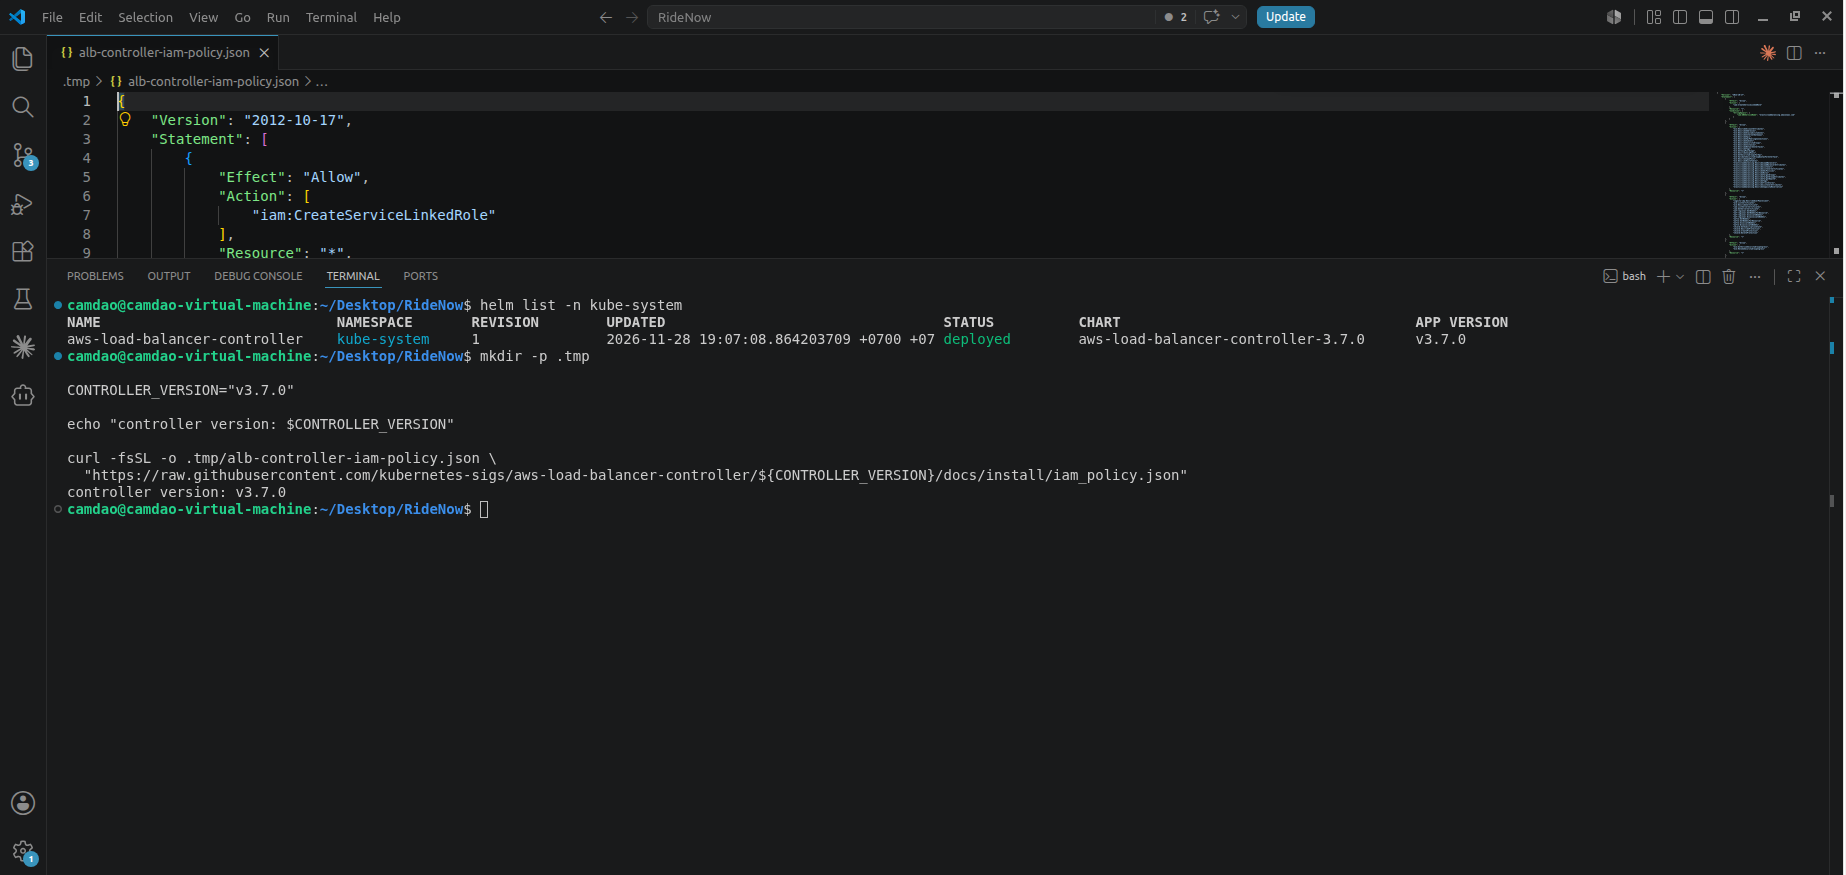 File Edit Selection View Go Run Terminal Help RideNow 2 Update
{} alb-controller-iam-policy.json
.tmp > {} alb-controller-iam-policy.json > ...
1 {
2 "Version": "2012-10-17",
3 "Statement": [
4 {
5 "Effect": "Allow",
6 "Action": [
7 "iam:CreateServiceLinkedRole"
8 ],
9 "Resource": "*",
3
PROBLEMS OUTPUT DEBUG CONSOLE TERMINAL PORTS bash
camdao@camdao-virtual-machine:~/Desktop/RideNow$ helm list -n kube-system
NAME NAMESPACE REVISION UPDATED STATUS CHART APP VERSION
aws-load-balancer-controller kube-system 1 2026-11-28 19:07:08.864203709 +0700 +07 deployed aws-load-balancer-controller-3.7.0 v3.7.0
camdao@camdao-virtual-machine:~/Desktop/RideNow$ mkdir -p .tmp
CONTROLLER_VERSION="v3.7.0"
echo "controller version: $CONTROLLER_VERSION"
curl -fsSL -o .tmp/alb-controller-iam-policy.json \
"https://raw.githubusercontent.com/kubernetes-sigs/aws-load-balancer-controller/${CONTROLLER_VERSION}/docs/install/iam_policy.json"
controller version: v3.7.0
camdao@camdao-virtual-machine:~/Desktop/RideNow$
1